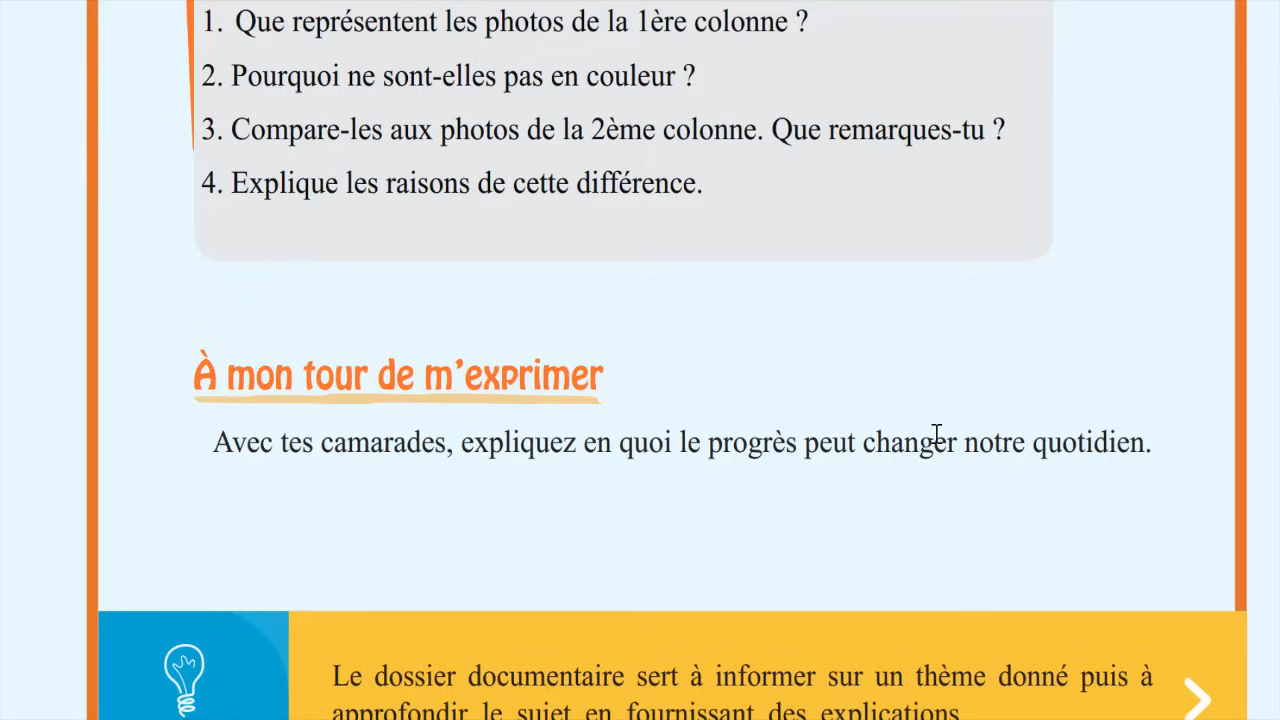 1. Que représentent les photos de la 1ère colonne ?
2. Pourquoi ne sont-elles pas en couleur ?
3. Compare-les aux photos de la 2ème colonne. Que remarques-tu ?
4. Explique les raisons de cette différence.
À mon tour de m’exprimer
Avec tes camarades, expliquez en quoi le progrès peut changer notre quotidien.
Le dossier documentaire sert à informer sur un thème donné puis à
approfondir le sujet en fournissant des explications